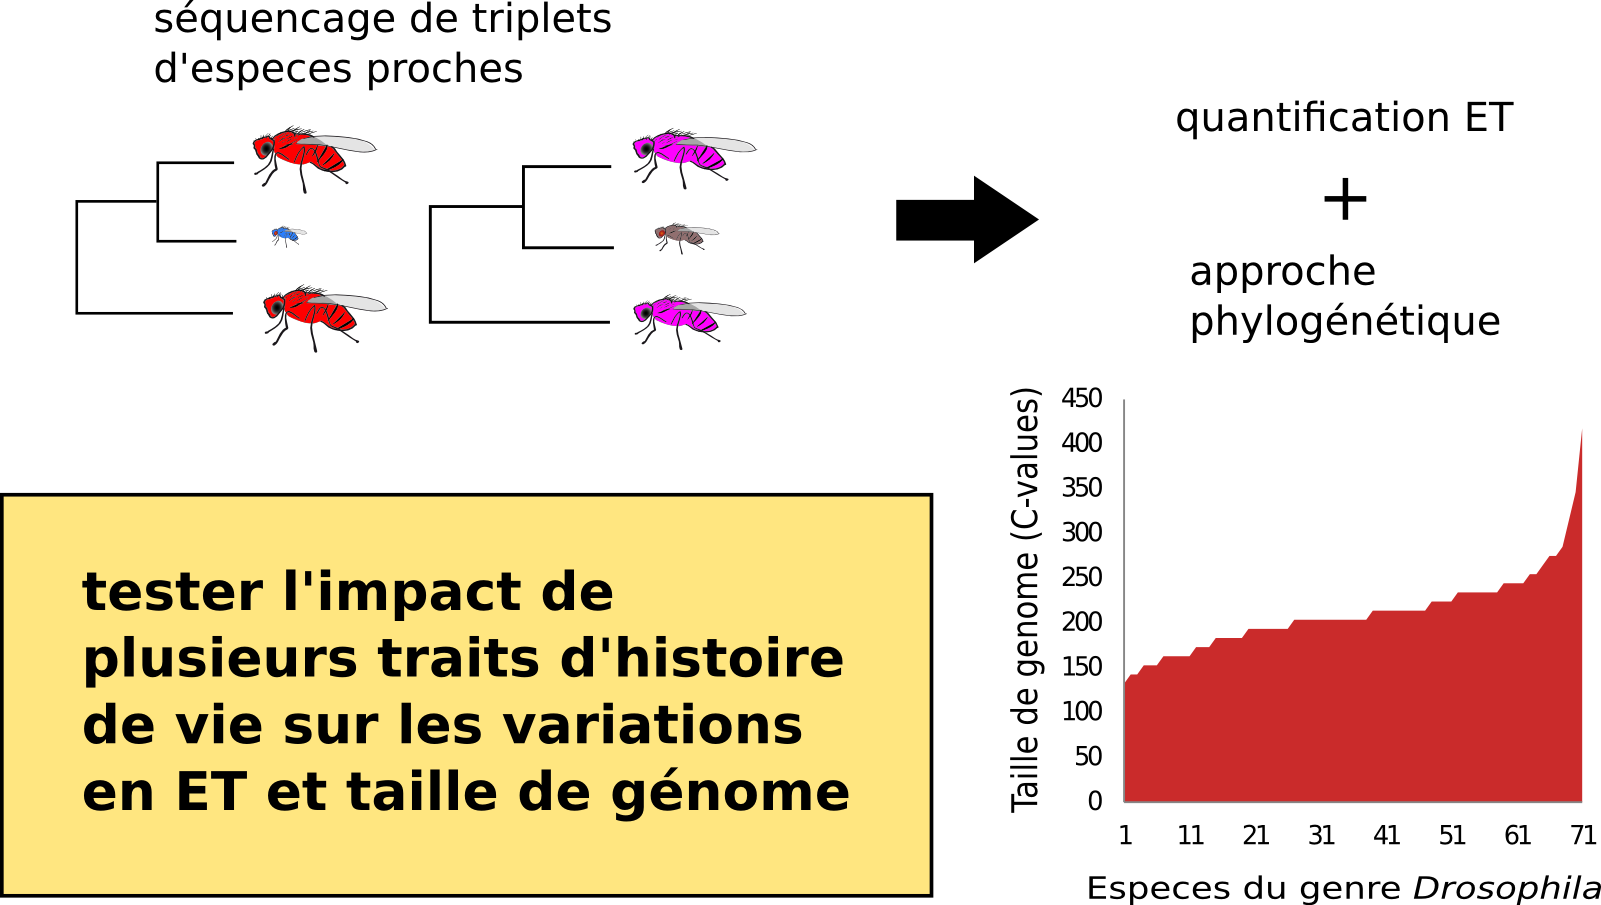 séquencage de triplets
d'especes proches
quantification ET
+
approche
phylogénétique
tester l'impact de
plusieurs traits d'histoire
de vie sur les variations
en ET et taille de génome
Taille de genome (C-values)
450
400
350
300
250
200
150
100
50
0
1 11 21 31 41 51 61 71
Especes du genre Drosophila